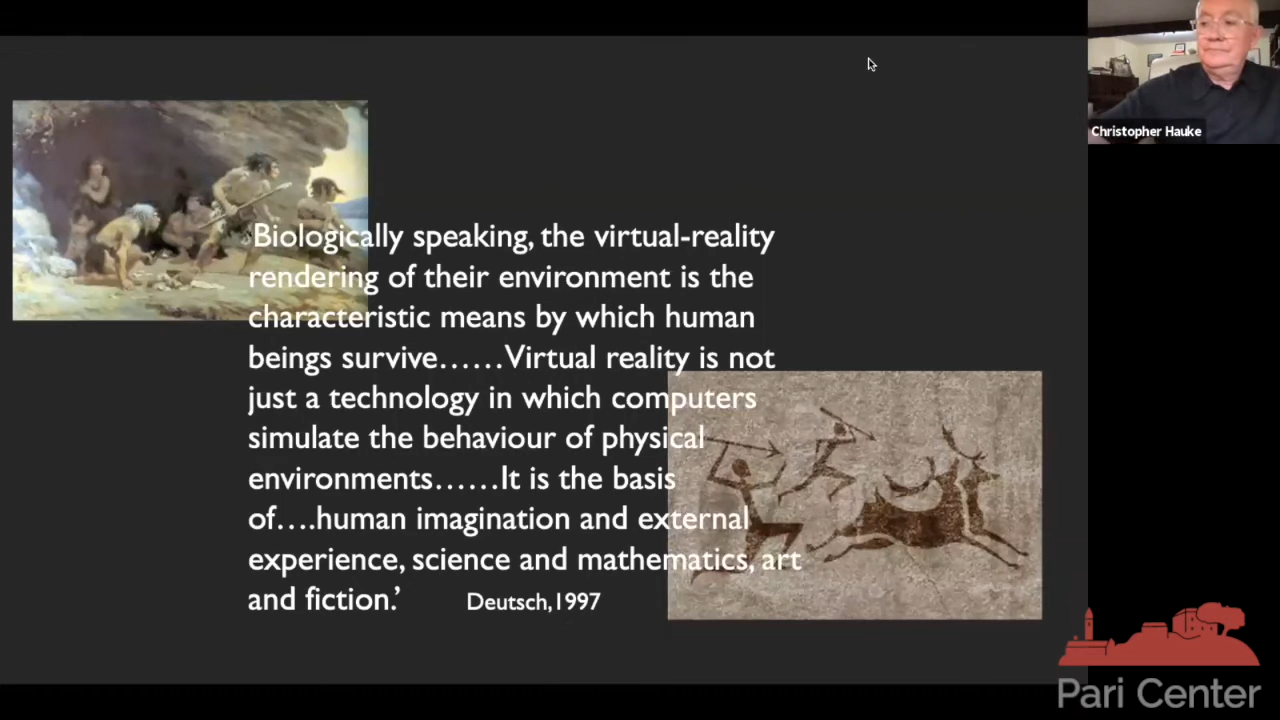 Christopher Hauke
‘Biologically speaking, the virtual-reality
rendering of their environment is the
characteristic means by which human
beings survive……Virtual reality is not
just a technology in which computers
simulate the behaviour of physical
environments……It is the basis
of….human imagination and external
experience, science and mathematics, art
and fiction.’ Deutsch,1997
Pari Center